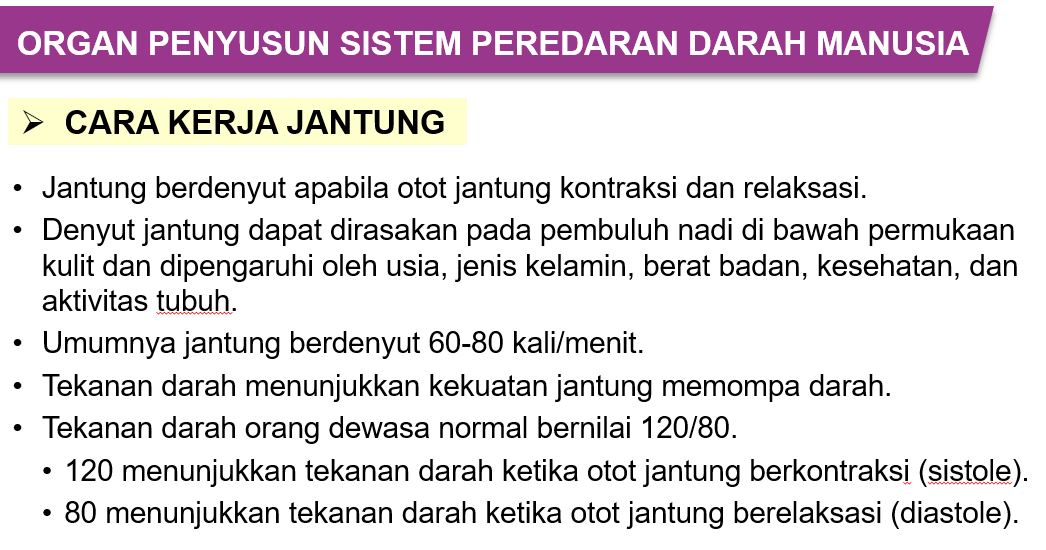 ORGAN PENYUSUN SISTEM PEREDARAN DARAH MANUSIA
➢ CARA KERJA JANTUNG
• Jantung berdenyut apabila otot jantung kontraksi dan relaksasi.
• Denyut jantung dapat dirasakan pada pembuluh nadi di bawah permukaan
kulit dan dipengaruhi oleh usia, jenis kelamin, berat badan, kesehatan, dan
aktivitas tubuh.
• Umumnya jantung berdenyut 60-80 kali/menit.
• Tekanan darah menunjukkan kekuatan jantung memompa darah.
• Tekanan darah orang dewasa normal bernilai 120/80.
• 120 menunjukkan tekanan darah ketika otot jantung berkontraksi (sistole).
• 80 menunjukkan tekanan darah ketika otot jantung berelaksasi (diastole).